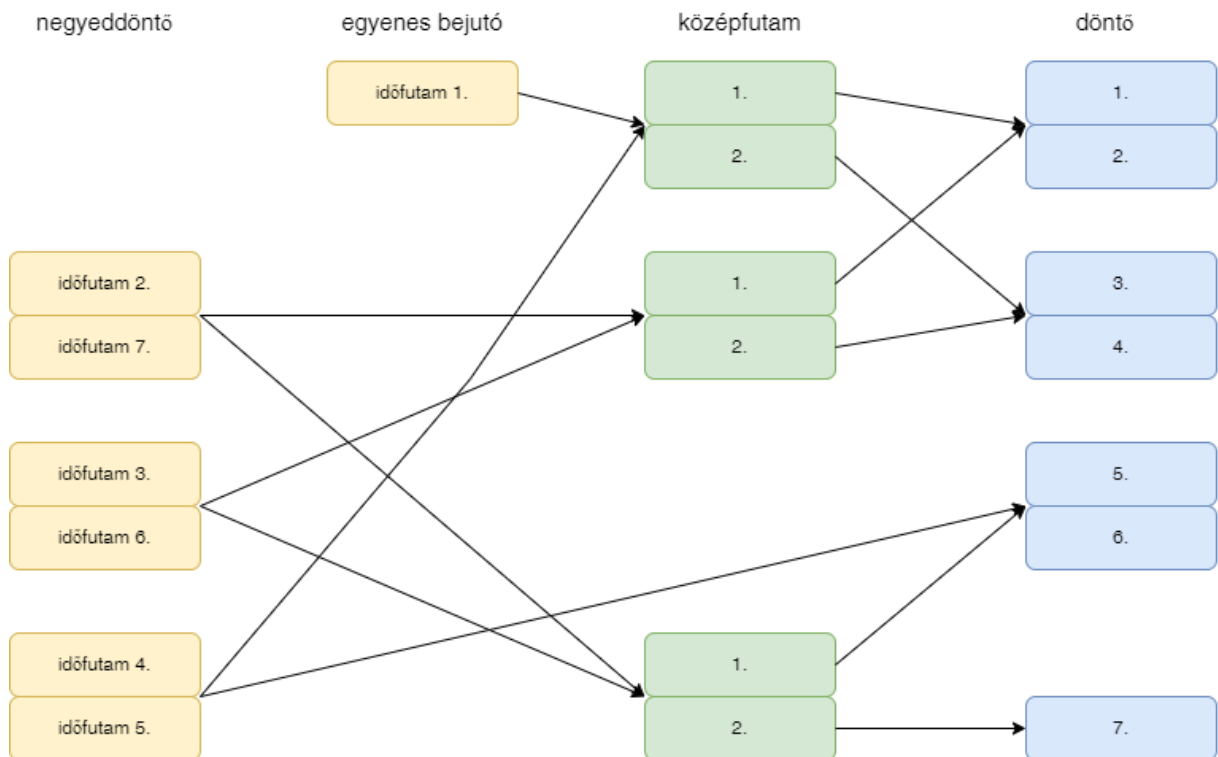 negyeddöntő
egyenes bejutó
középfutam
döntő
időfutam 1.
1.
1.
2.
2.
időfutam 2.
1.
3.
időfutam 7.
2.
4.
időfutam 3.
5.
időfutam 6.
6.
időfutam 4.
1.
időfutam 5.
2.
7.